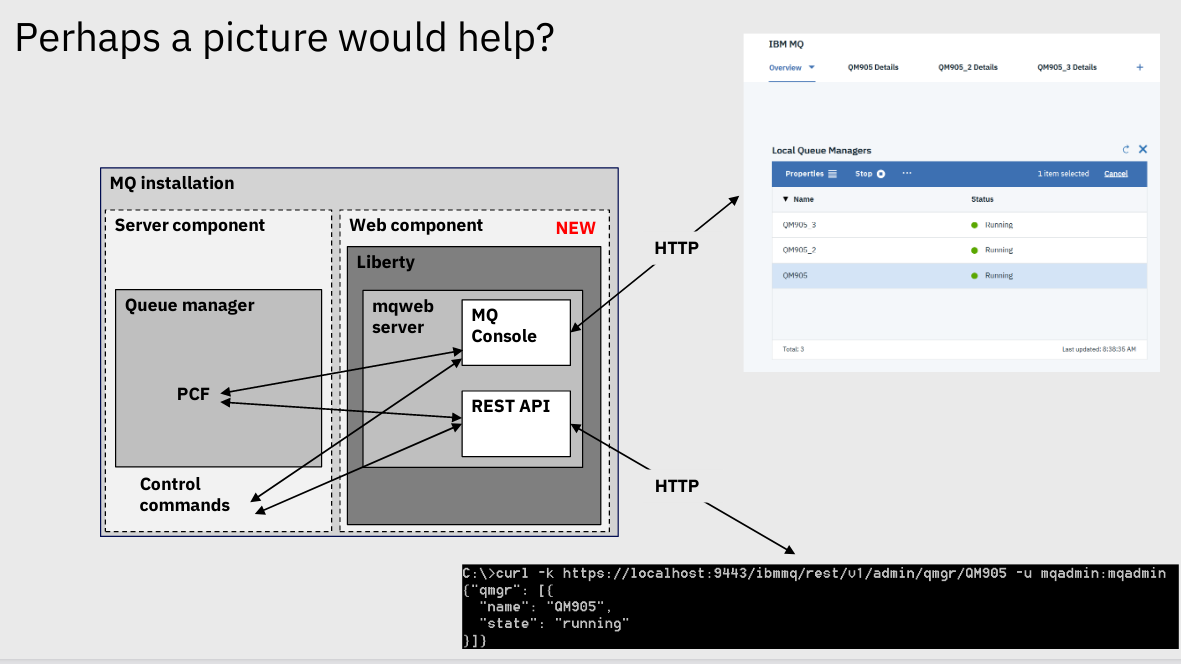 Perhaps a picture would help?
IBM MQ
Overview ▼ QM905 Details QM905_2 Details QM905_3 Details +
Local Queue Managers
Properties Stop ··· 1 item selected Cancel
▼ Name Status
QM905_3 Running
QM905_2 Running
QM905 Running
Total: 3 Last updated: 8:38:36 AM
MQ installation
Server component
Queue manager
PCF
Control
commands
Web component
NEW
Liberty
mqweb
server
MQ
Console
REST API
HTTP
HTTP
C:\>curl -k https://localhost:9443/ibmmq/rest/v1/admin/qmgr/QM905 -u mqadmin:mqadmin
{"qmgr": [{
"name": "QM905",
"state": "running"
}]}